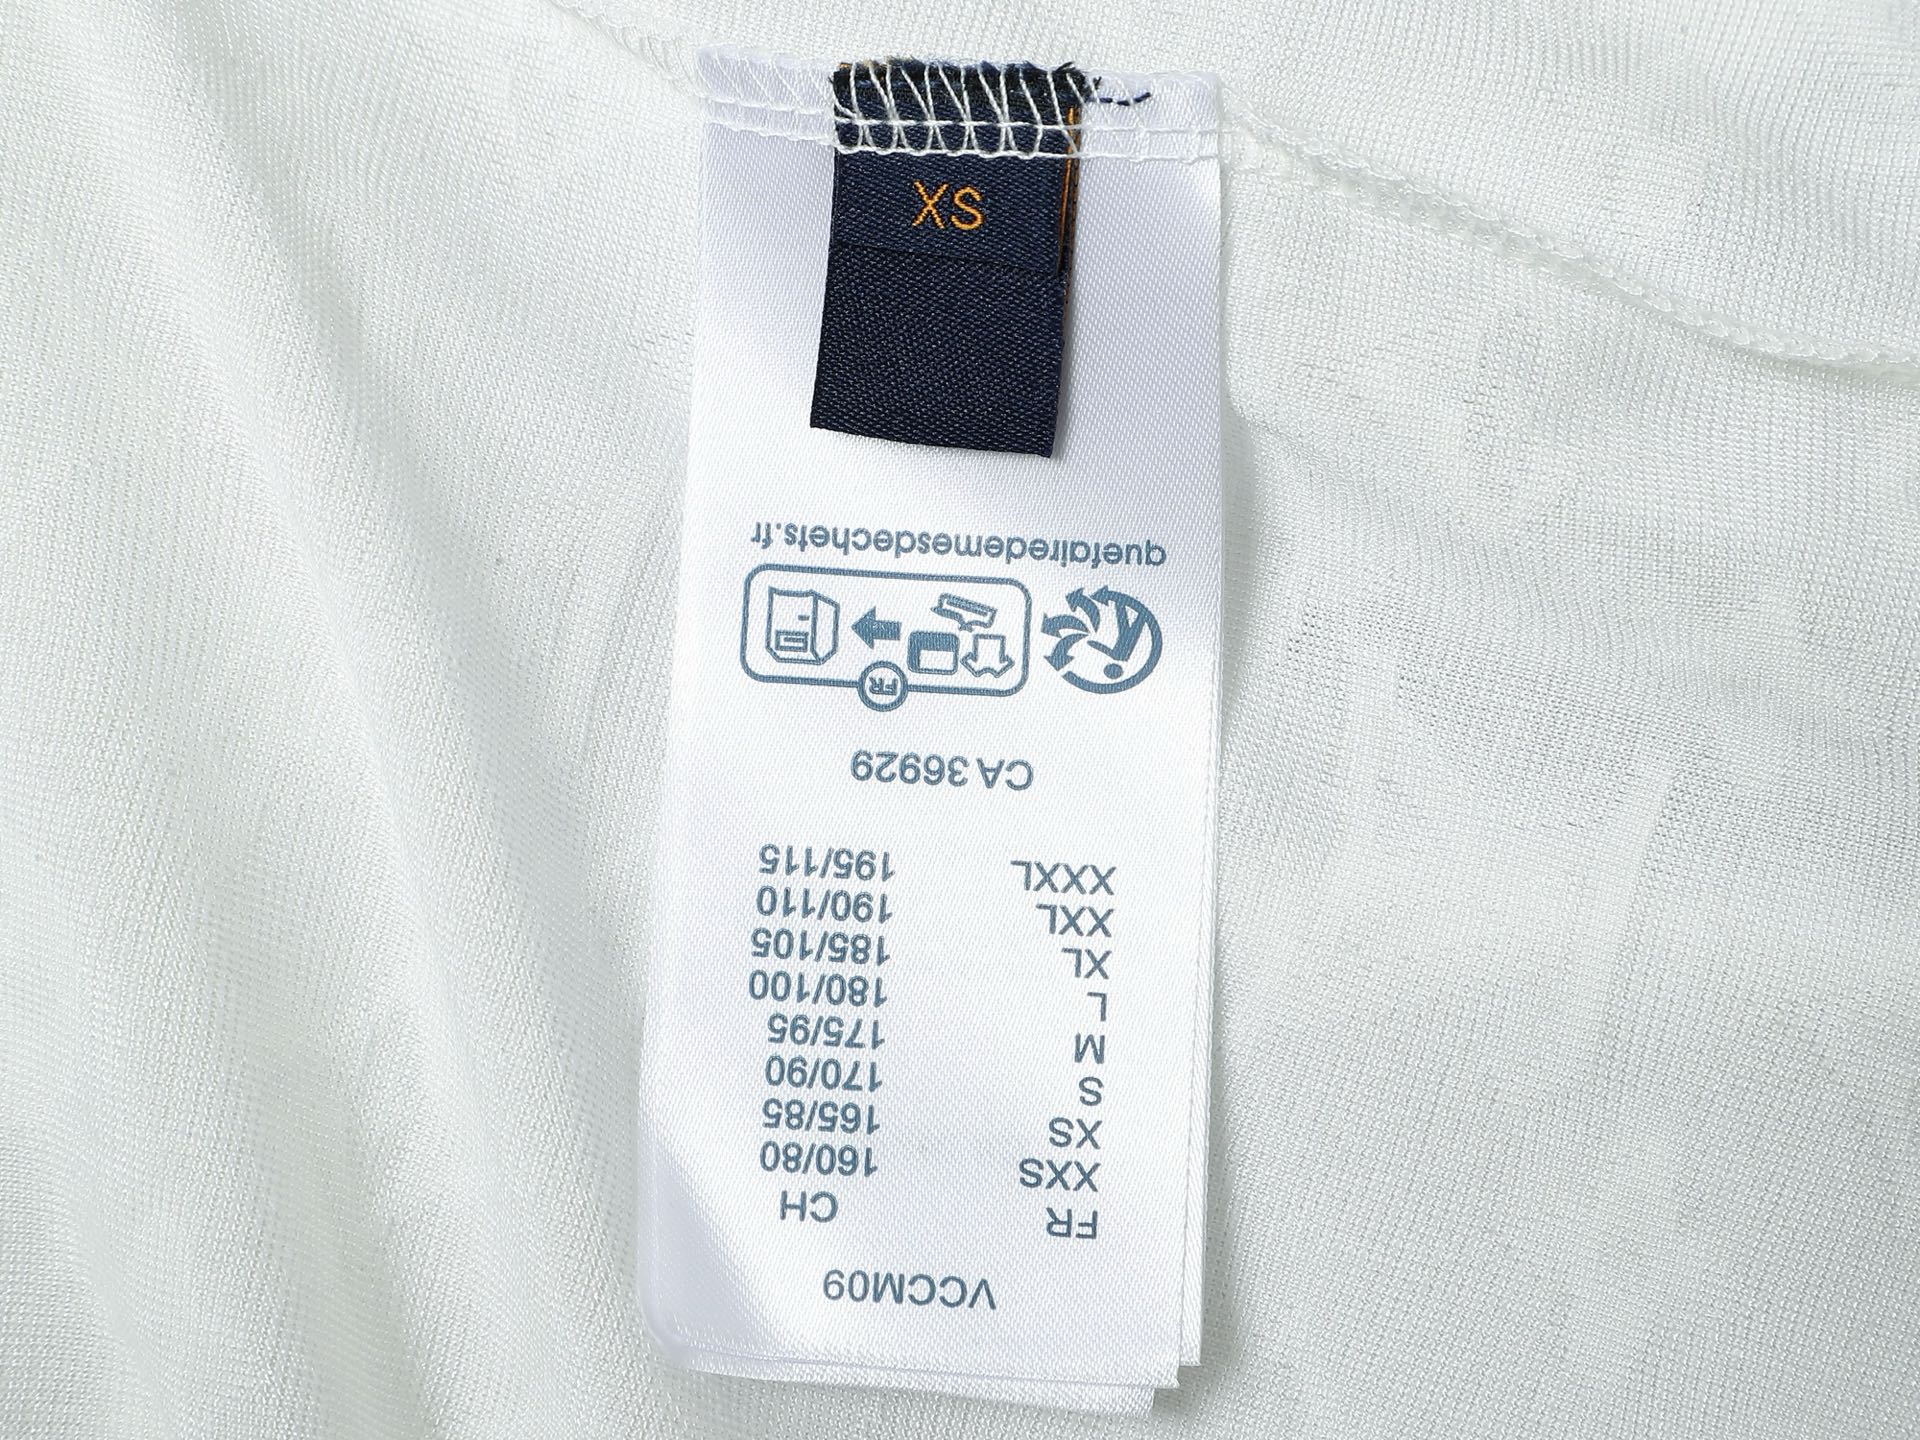 XS
VCCM09
FR CH
XXS 160/80
XS 165/85
S 170/90
M 175/95
L 180/100
XL 185/105
XXL 190/110
XXXL 195/115
CA 36929
FR
quefairedemesdechets.fr